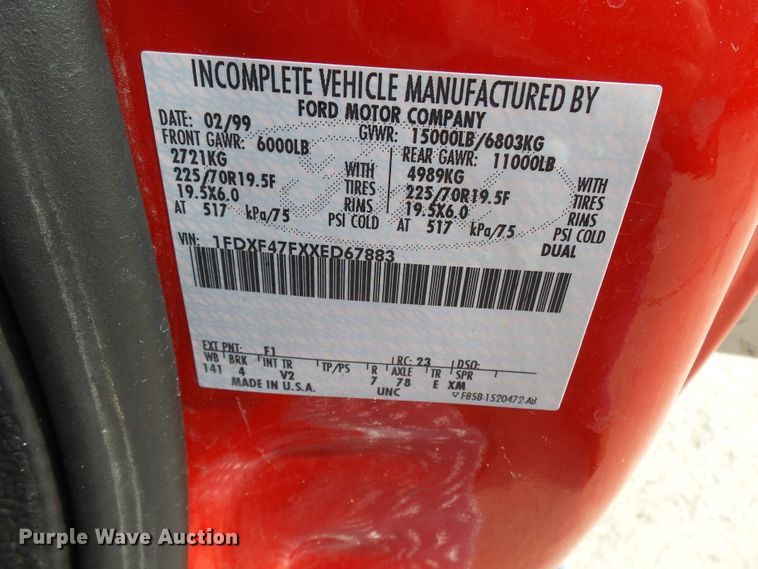 INCOMPLETE VEHICLE MANUFACTURED BY
FORD MOTOR COMPANY
DATE: 02/99 GVWR: 15000LB/6803KG
FRONT GAWR: 6000LB REAR GAWR: 11000LB
2721KG WITH 4989KG WITH
225/70R19.5F TIRES 225/70R19.5F TIRES
19.5X6.0 RIMS 19.5X6.0 RIMS
AT 517 kPa/75 PSI COLD AT 517 kPa/75 PSI COLD
DUAL
VIN: 1FDXF47FXXED67883
EXT PNT: F1 RC: 23 DSO:
WB BRK INT TR TP/PS R AXLE TR SPR
141 4 V2 7 78 E XM
MADE IN U.S.A. UNC F85B-1520472-AB
Purple Wave Auction